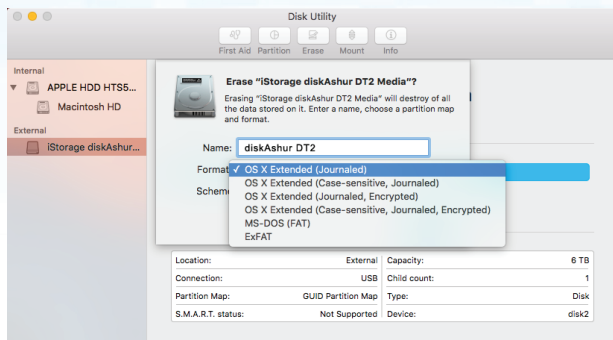 Disk Utility
First Aid Partition Erase Mount Info
Internal
APPLE HDD HTS5...
Macintosh HD
External
iStorage diskAshur...
Erase “iStorage diskAshur DT2 Media”?
Erasing “iStorage diskAshur DT2 Media” will destroy of all
the data stored on it. Enter a name, choose a partition map
and format.
Name: diskAshur DT2
Format ✓ OS X Extended (Journaled)
OS X Extended (Case-sensitive, Journaled)
Schem
OS X Extended (Journaled, Encrypted)
OS X Extended (Case-sensitive, Journaled, Encrypted)
MS-DOS (FAT)
ExFAT
Location: External Capacity: 6 TB
Connection: USB Child count: 1
Partition Map: GUID Partition Map Type: Disk
S.M.A.R.T. status: Not Supported Device: disk2